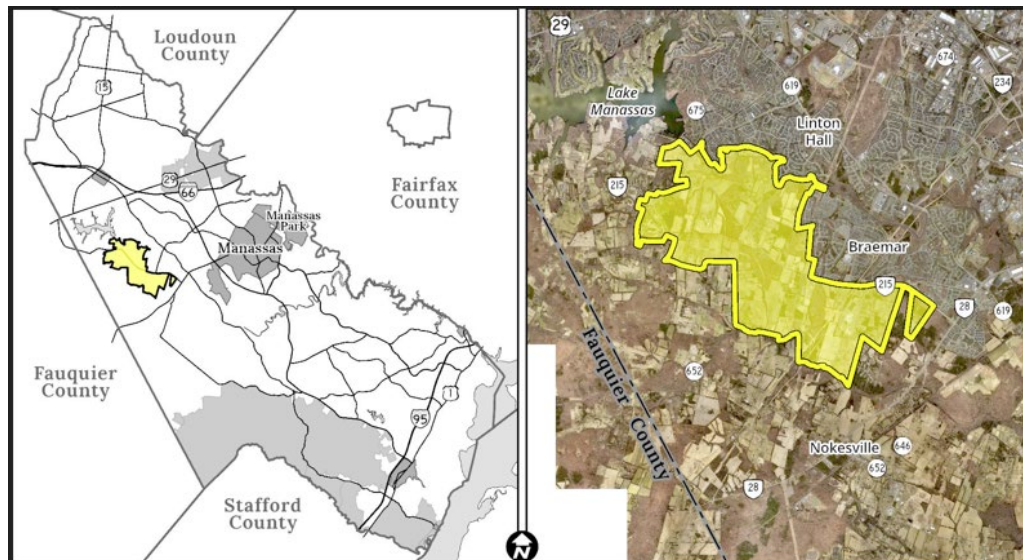 Loudoun
County
15
29
66
Fairfax
County
Manassas
Park
Manassas
Fauquier
County
1
95
Stafford
County
N
29
674
234
619
Lake
Manassas
675
Linton
Hall
215
Braemar
215
28
619
Fauquier County
652
Nokesville
646
652
28